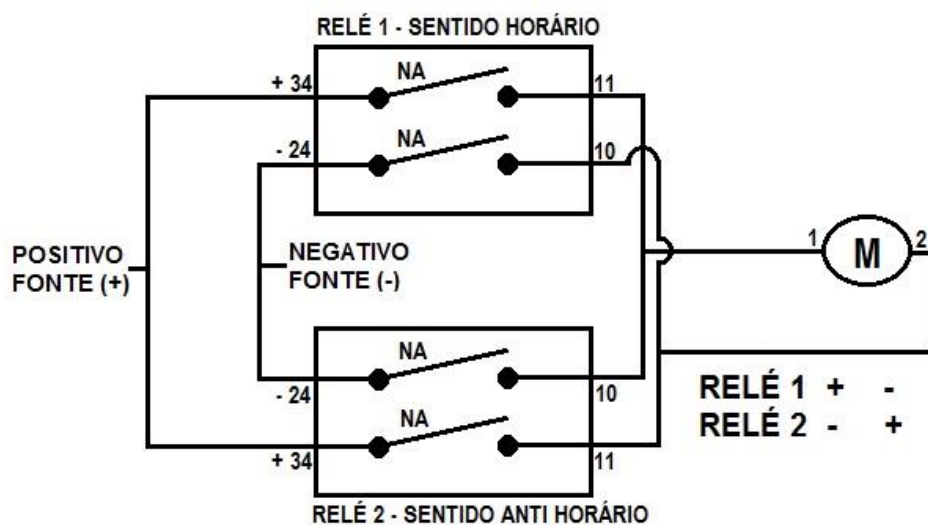 RELÉ 1 - SENTIDO HORÁRIO
+ 34
NA
11
- 24
NA
10
POSITIVO
FONTE (+)
NEGATIVO
FONTE (-)
1
M
2
NA
- 24
10
NA
+ 34
11
RELÉ 1 + -
RELÉ 2 - +
RELÉ 2 - SENTIDO ANTI HORÁRIO